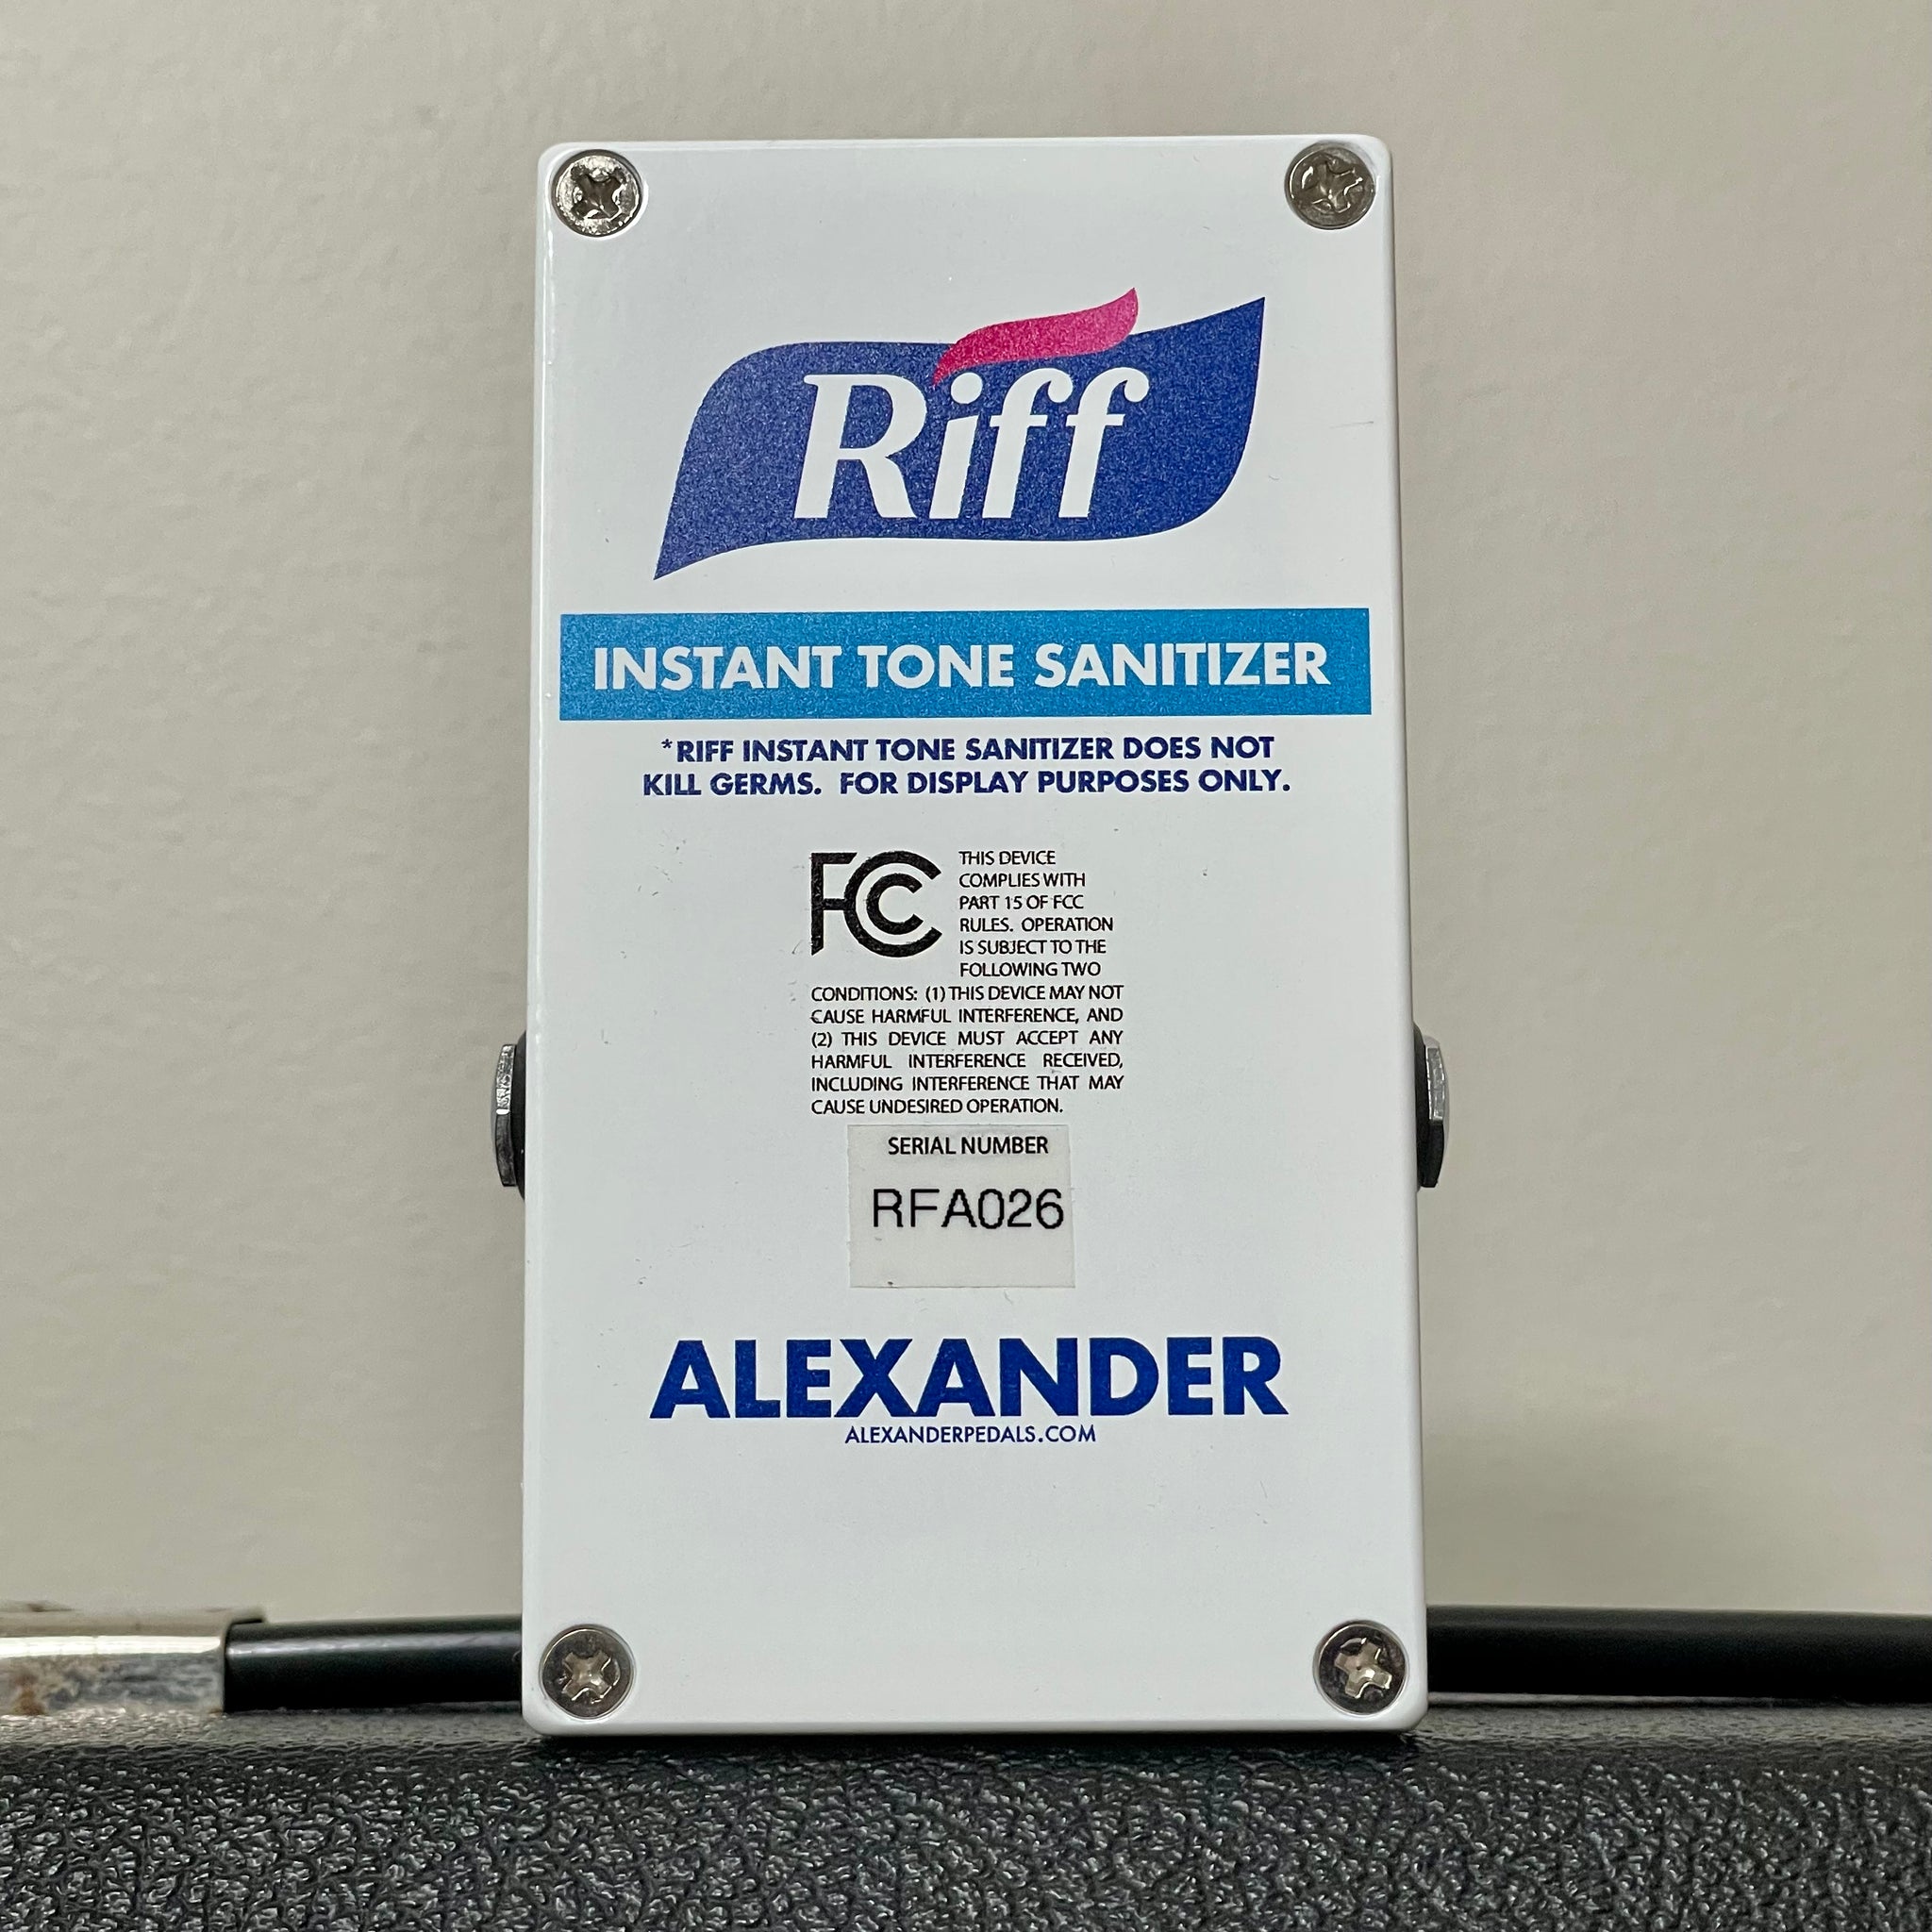 Riff
INSTANT TONE SANITIZER
*RIFF INSTANT TONE SANITIZER DOES NOT
KILL GERMS.  FOR DISPLAY PURPOSES ONLY.
FC
THIS DEVICE
COMPLIES WITH
PART 15 OF FCC
RULES.  OPERATION
IS SUBJECT TO THE
FOLLOWING TWO
CONDITIONS:  (1) THIS DEVICE MAY NOT
CAUSE HARMFUL INTERFERENCE, AND
(2) THIS DEVICE MUST ACCEPT ANY
HARMFUL INTERFERENCE RECEIVED,
INCLUDING INTERFERENCE THAT MAY
CAUSE UNDESIRED OPERATION.
SERIAL NUMBER
RFA026
ALEXANDER
ALEXANDERPEDALS.COM